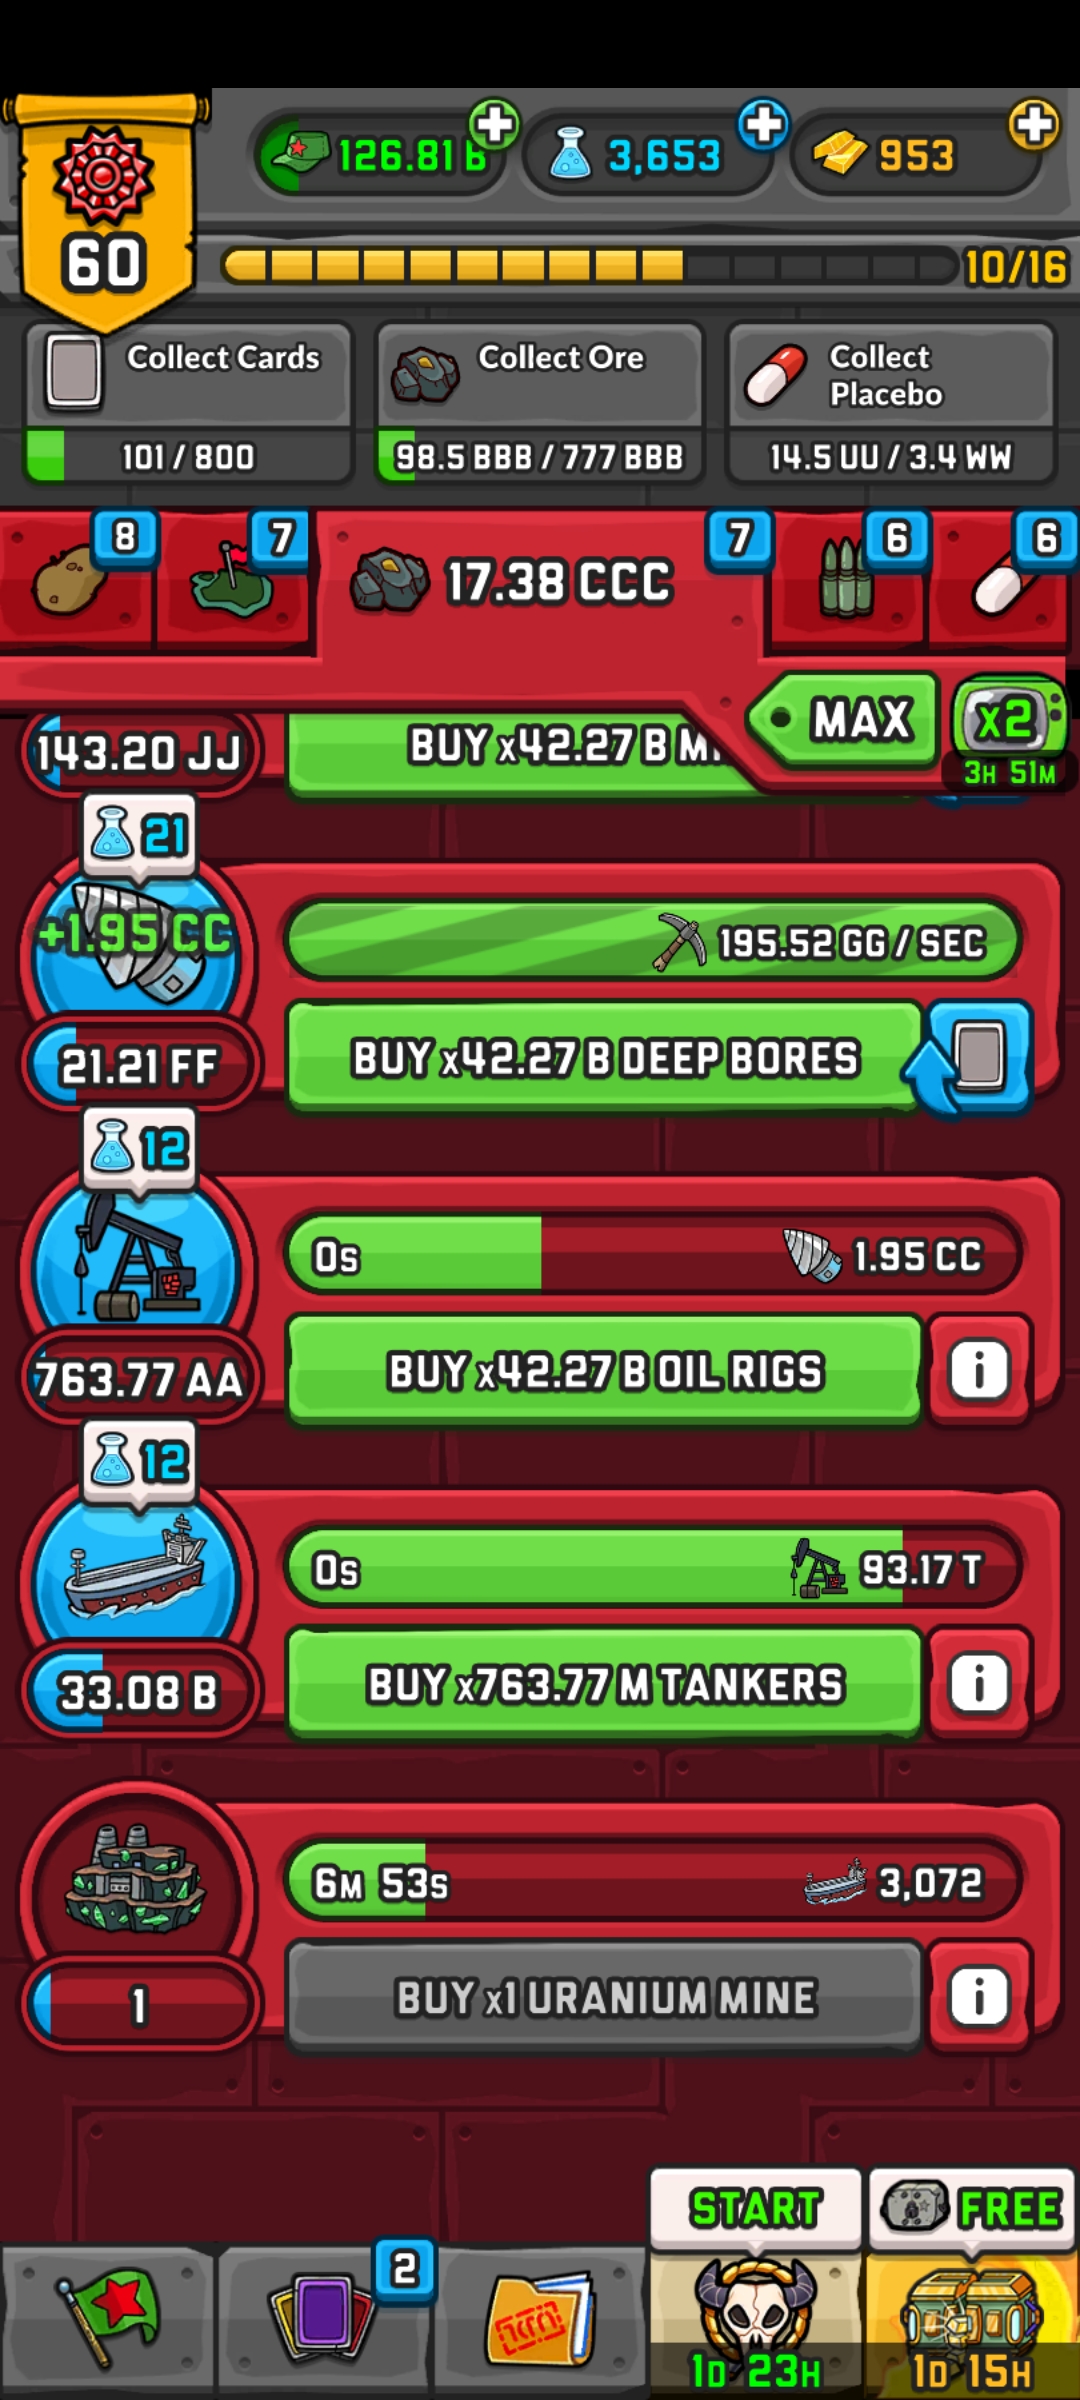 126.81 B
3,653
953
60
10/16
Collect Cards
101 / 800
Collect Ore
98.5 BBB / 777 BBB
Collect
Placebo
14.5 UU / 3.4 WW
8
7
17.38 CCC
7
6
6
MAX
x2
3H 51M
143.20 JJ
BUY x42.27 B
21
+1.95 CC
195.52 GG / SEC
21.21 FF
BUY x42.27 B DEEP BORES
12
0s
1.95 CC
763.77 AA
BUY x42.27 B OIL RIGS
12
0s
93.17 T
33.08 B
BUY x763.77 M TANKERS
6M 53s
3,072
1
BUY x1 URANIUM MINE
START
FREE
2
1D 23H
1D 15H